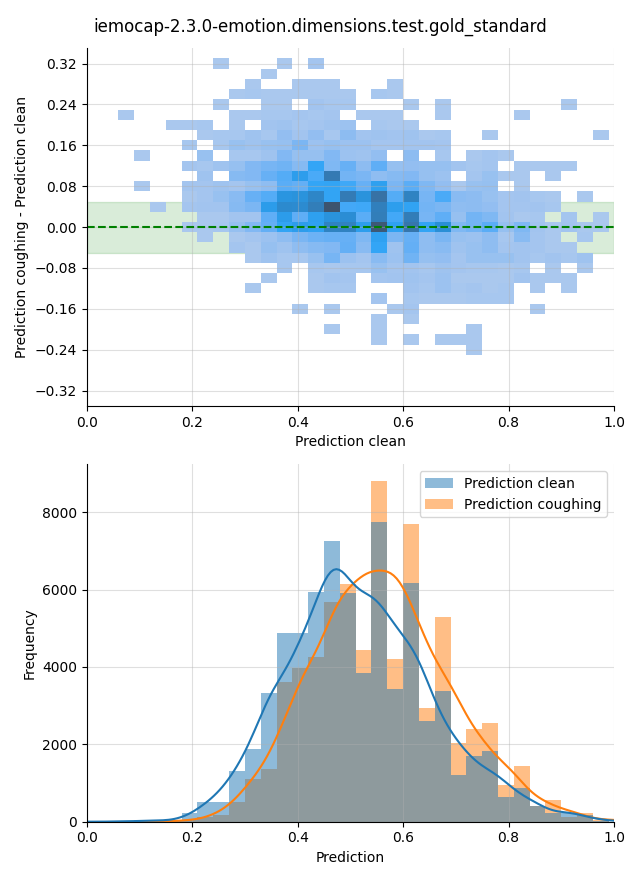 iemocap-2.3.0-emotion.dimensions.test.gold_standard
Prediction coughing - Prediction clean
0.32
0.24
0.16
0.08
0.00
−0.08
−0.16
−0.24
−0.32
0.0 0.2 0.4 0.6 0.8 1.0
Prediction clean
Prediction clean
Prediction coughing
Frequency
8000
6000
4000
2000
0
0.0 0.2 0.4 0.6 0.8 1.0
Prediction